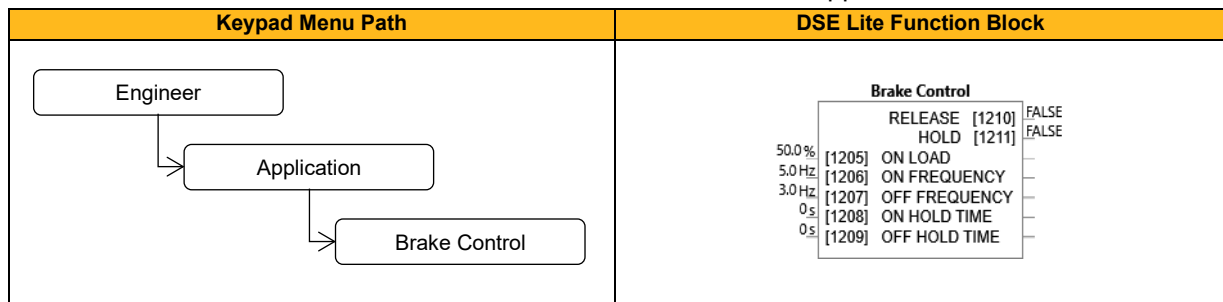 Keypad Menu Path
DSE Lite Function Block
Engineer
Application
Brake Control
Brake Control
RELEASE [1210] FALSE
HOLD [1211] FALSE
50.0 % [1205] ON LOAD
5.0 Hz [1206] ON FREQUENCY
3.0 Hz [1207] OFF FREQUENCY
0 s [1208] ON HOLD TIME
0 s [1209] OFF HOLD TIME